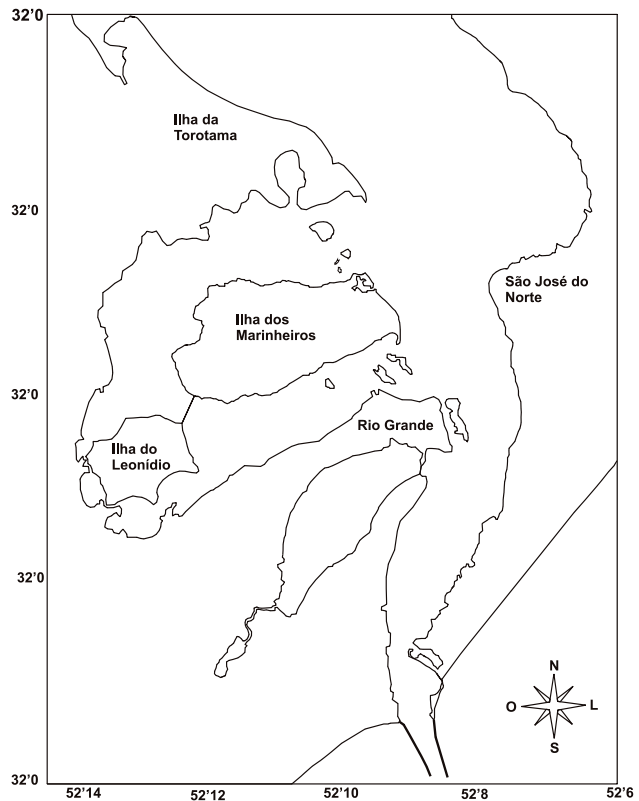 32'0
Ilha da
Torotama
32'0
São José do
Norte
Ilha dos
Marinheiros
32'0
Rio Grande
Ilha do
Leonídio
32'0
N
O
L
S
32'0
52'14
52'12
52'10
52'8
52'6